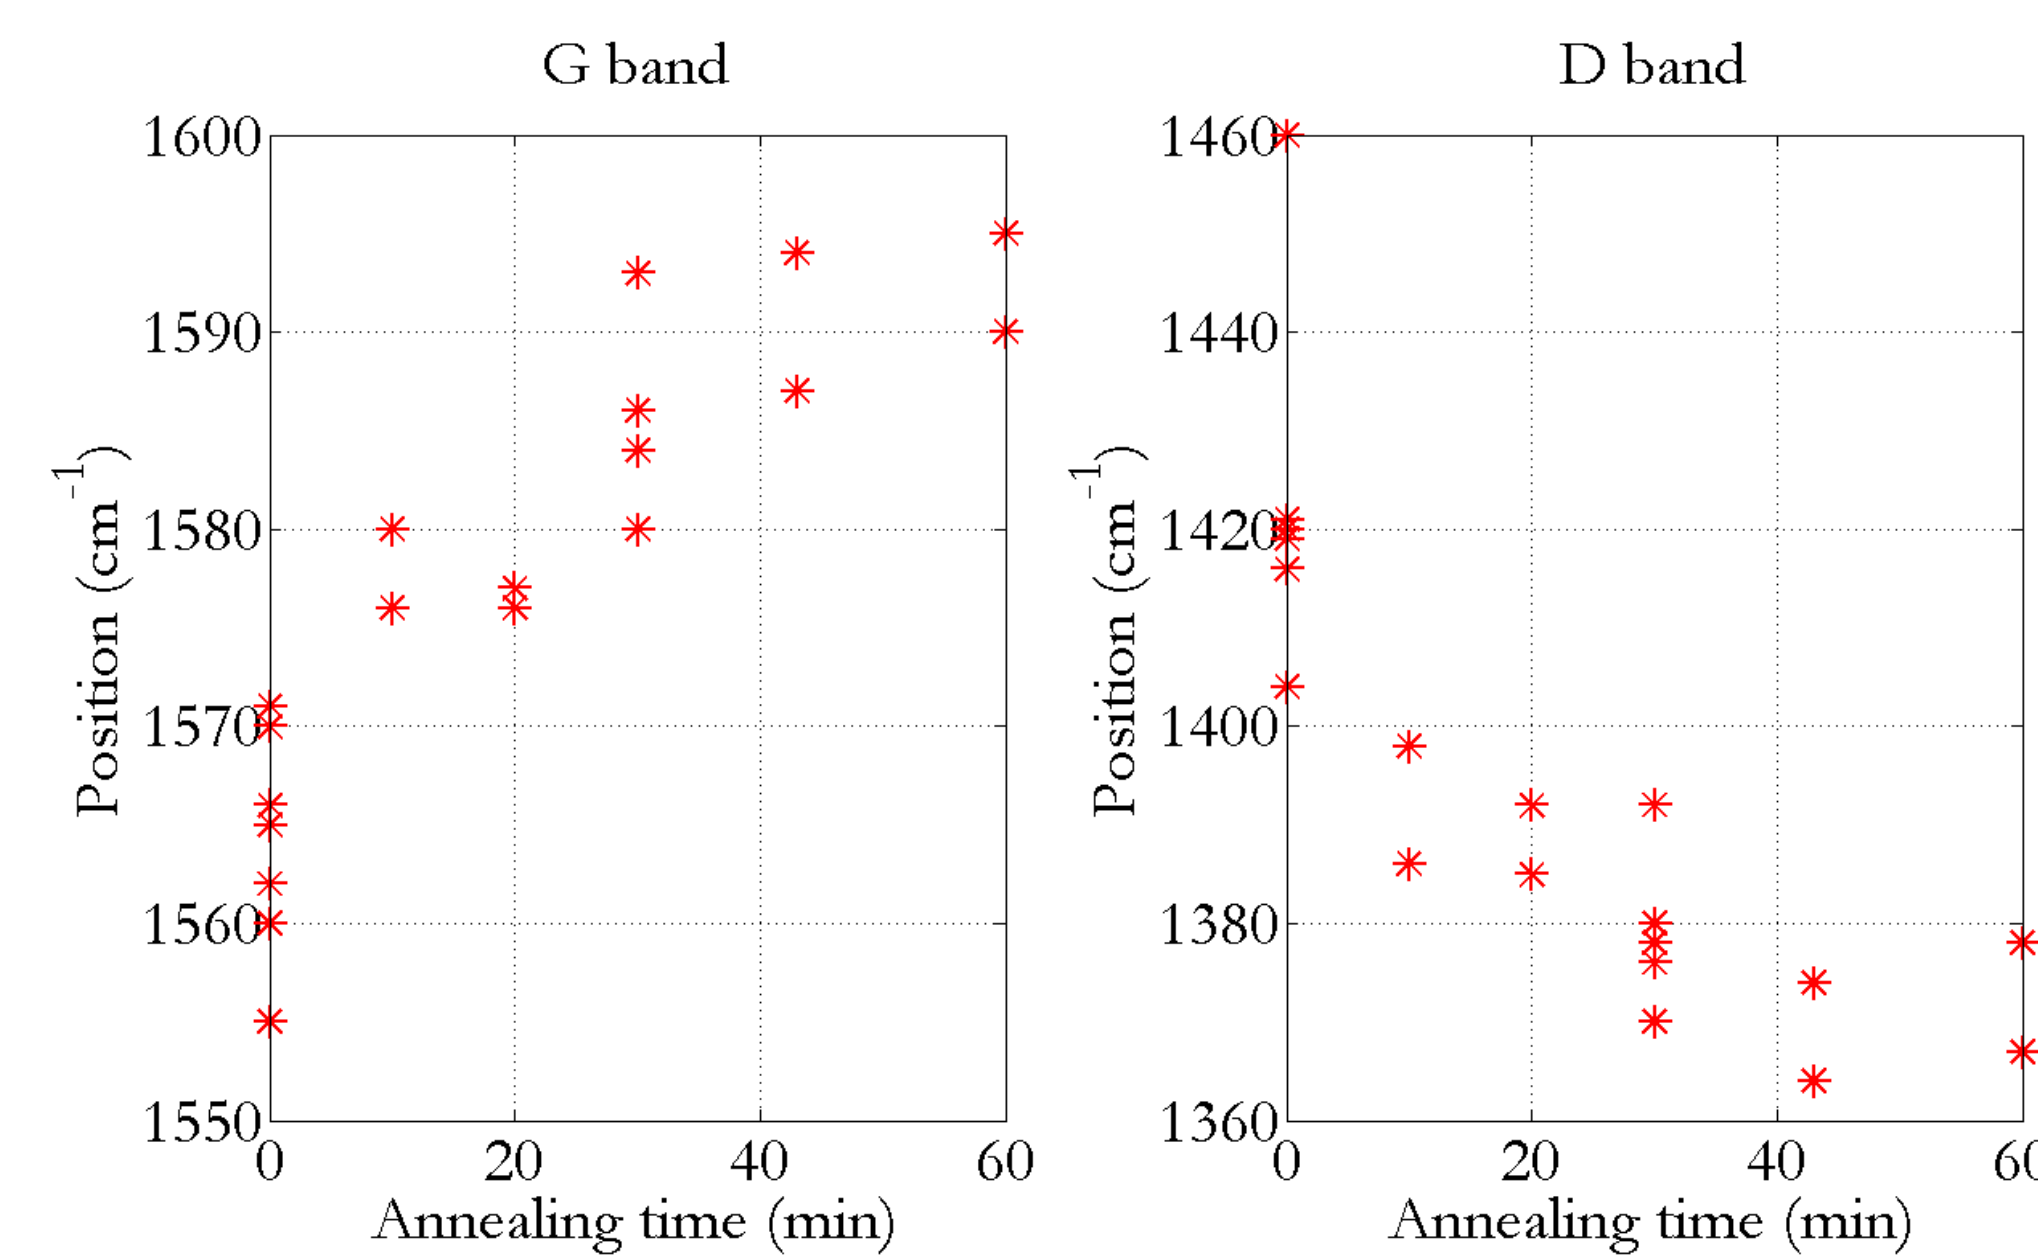 G band
1600
1590
1580
1570
1560
1550
0 20 40 60
Annealing time (min)
Position (cm⁻¹)
D band
1460
1440
1420
1400
1380
1360
0 20 40 60
Annealing time (min)
Position (cm⁻¹)